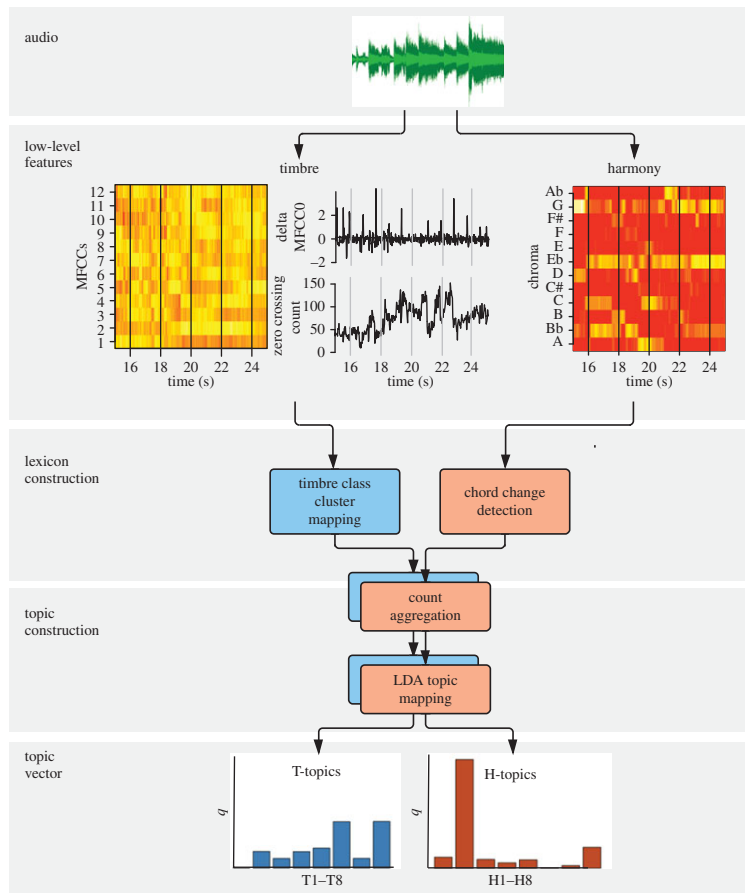 audio
low-level
features
timbre
harmony
MFCCs
12
11
10
9
8
7
6
5
4
3
2
1
16 18 20 22 24
time (s)
delta
MFCC0
2
0
−2
zero crossing
count
150
100
50
0
16 18 20 22 24
time (s)
chroma
Ab
G
F#
F
E
Eb
D
C#
C
B
Bb
A
16 18 20 22 24
time (s)
lexicon
construction
timbre class
cluster
mapping
chord change
detection
topic
construction
count
aggregation
LDA topic
mapping
topic
vector
T-topics
q
T1–T8
H-topics
q
H1–H8